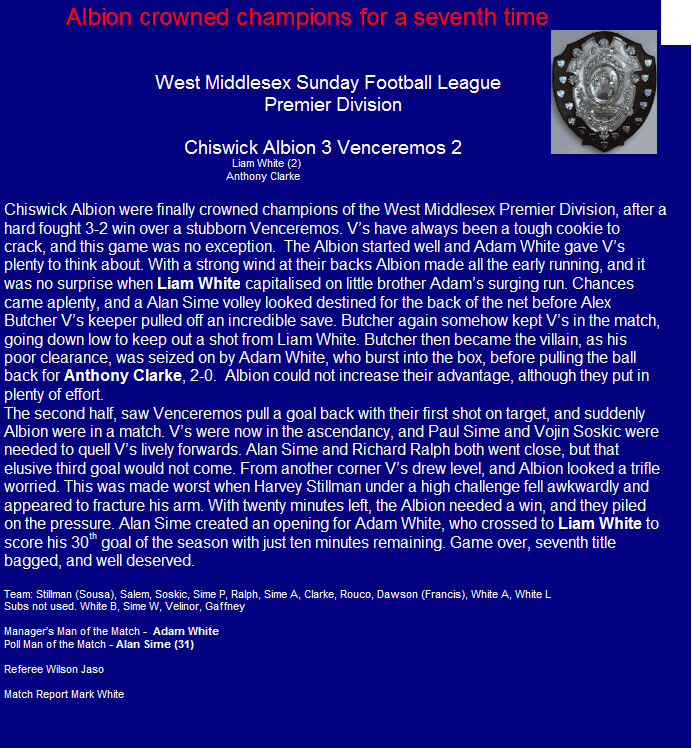 Albion crowned champions for a seventh time
West Middlesex Sunday Football League
Premier Division
Chiswick Albion 3 Venceremos 2
Liam White (2)
Anthony Clarke
Chiswick Albion were finally crowned champions of the West Middlesex Premier Division, after a
hard fought 3-2 win over a stubborn Venceremos. V's have always been a tough cookie to
crack, and this game was no exception.  The Albion started well and Adam White gave V's
plenty to think about. With a strong wind at their backs Albion made all the early running, and it
was no surprise when Liam White capitalised on little brother Adam's surging run. Chances
came aplenty, and a Alan Sime volley looked destined for the back of the net before Alex
Butcher V's keeper pulled off an incredible save. Butcher again somehow kept V's in the match,
going down low to keep out a shot from Liam White. Butcher then became the villain, as his
poor clearance, was seized on by Adam White, who burst into the box, before pulling the ball
back for Anthony Clarke, 2-0.  Albion could not increase their advantage, although they put in
plenty of effort.
The second half, saw Venceremos pull a goal back with their first shot on target, and suddenly
Albion were in a match. V's were now in the ascendancy, and Paul Sime and Vojin Soskic were
needed to quell V's lively forwards. Alan Sime and Richard Ralph both went close, but that
elusive third goal would not come. From another corner V's drew level, and Albion looked a trifle
worried. This was made worst when Harvey Stillman under a high challenge fell awkwardly and
appeared to fracture his arm. With twenty minutes left, the Albion needed a win, and they piled
on the pressure. Alan Sime created an opening for Adam White, who crossed to Liam White to
score his 30th goal of the season with just ten minutes remaining. Game over, seventh title
bagged, and well deserved.
Team: Stillman (Sousa), Salem, Soskic, Sime P, Ralph, Sime A, Clarke, Rouco, Dawson (Francis), White A, White L
Subs not used. White B, Sime W, Velinor, Gaffney
Manager's Man of the Match -  Adam White
Poll Man of the Match - Alan Sime (31)
Referee Wilson Jaso
Match Report Mark White